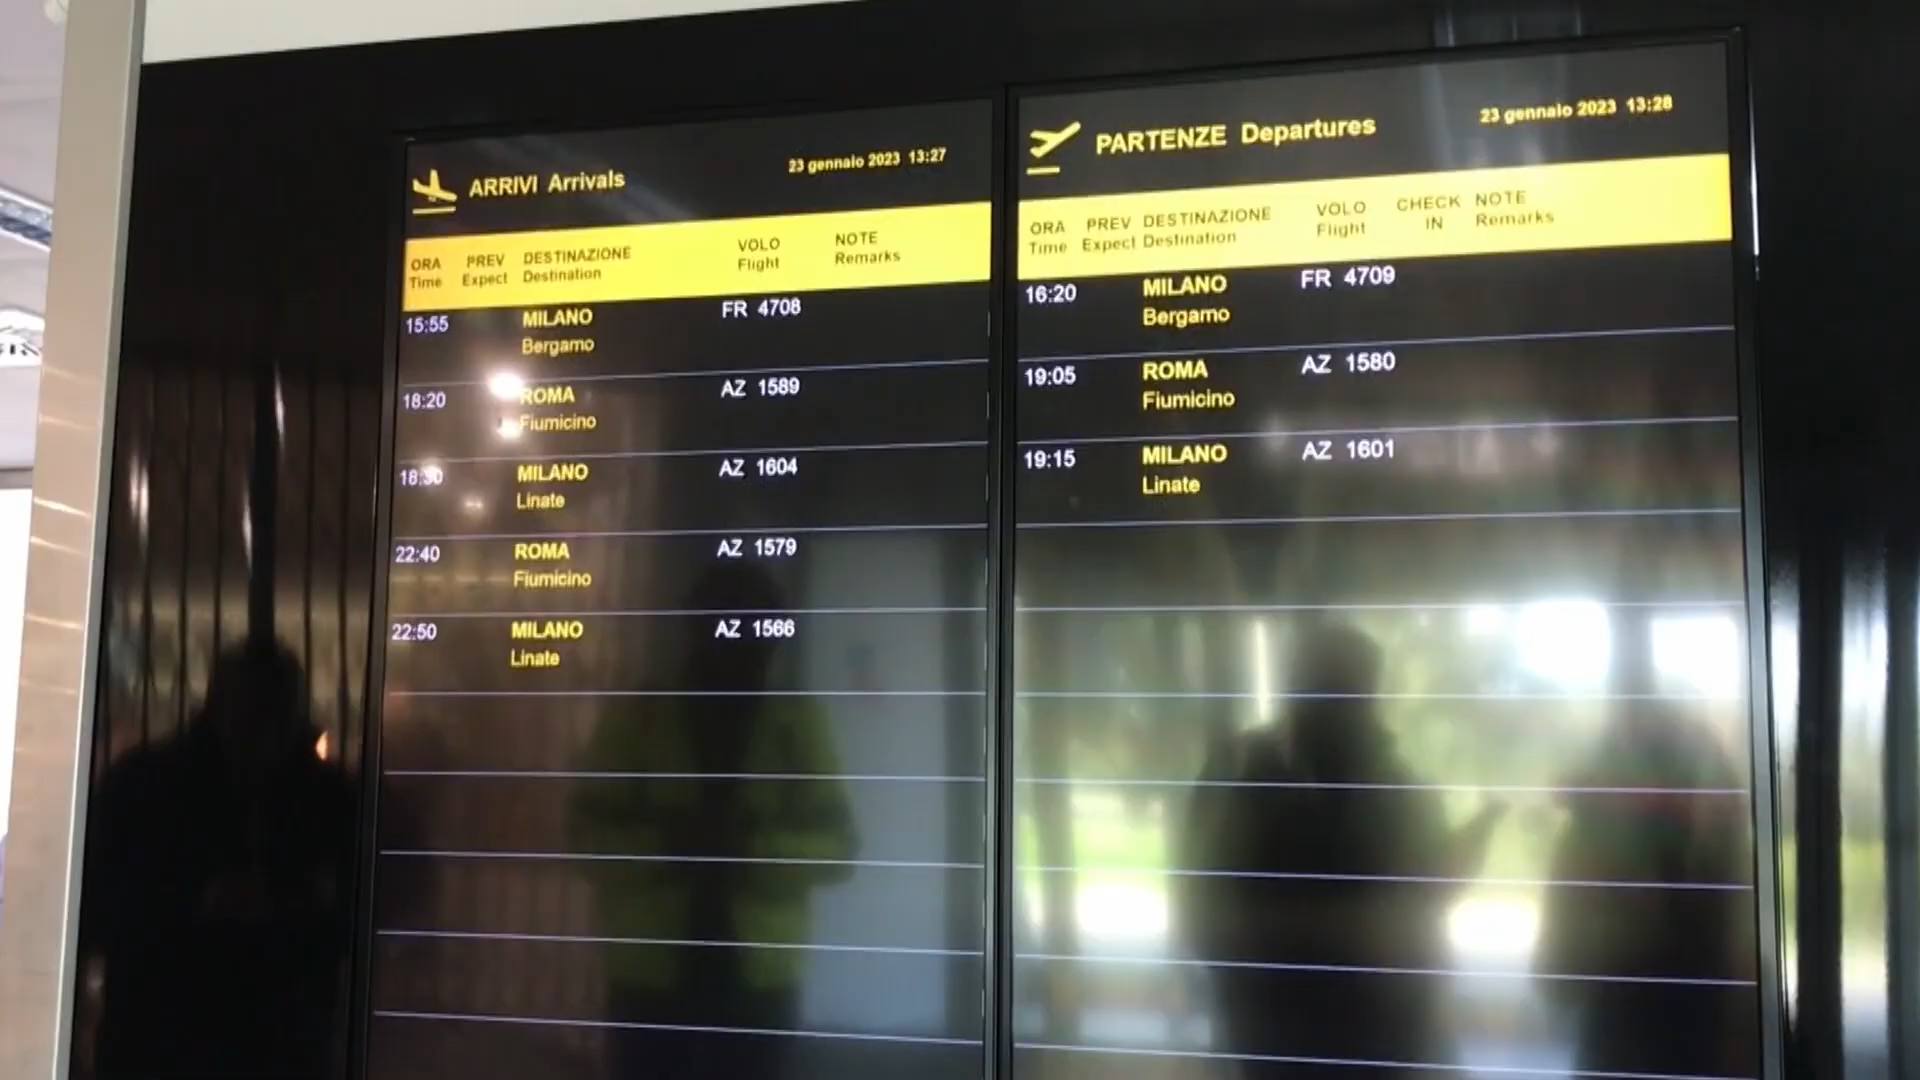 ARRIVI Arrivals 23 gennaio 2023 13:27
ORA PREV DESTINAZIONE VOLO NOTE
Time Expect Destination Flight Remarks
15:55 MILANO FR 4708
Bergamo
18:20 ROMA AZ 1589
Fiumicino
18:30 MILANO AZ 1604
Linate
22:40 ROMA AZ 1579
Fiumicino
22:50 MILANO AZ 1566
Linate
PARTENZE Departures 23 gennaio 2023 13:28
ORA PREV DESTINAZIONE VOLO CHECK NOTE
Time Expect Destination Flight IN Remarks
16:20 MILANO FR 4709
Bergamo
19:05 ROMA AZ 1580
Fiumicino
19:15 MILANO AZ 1601
Linate